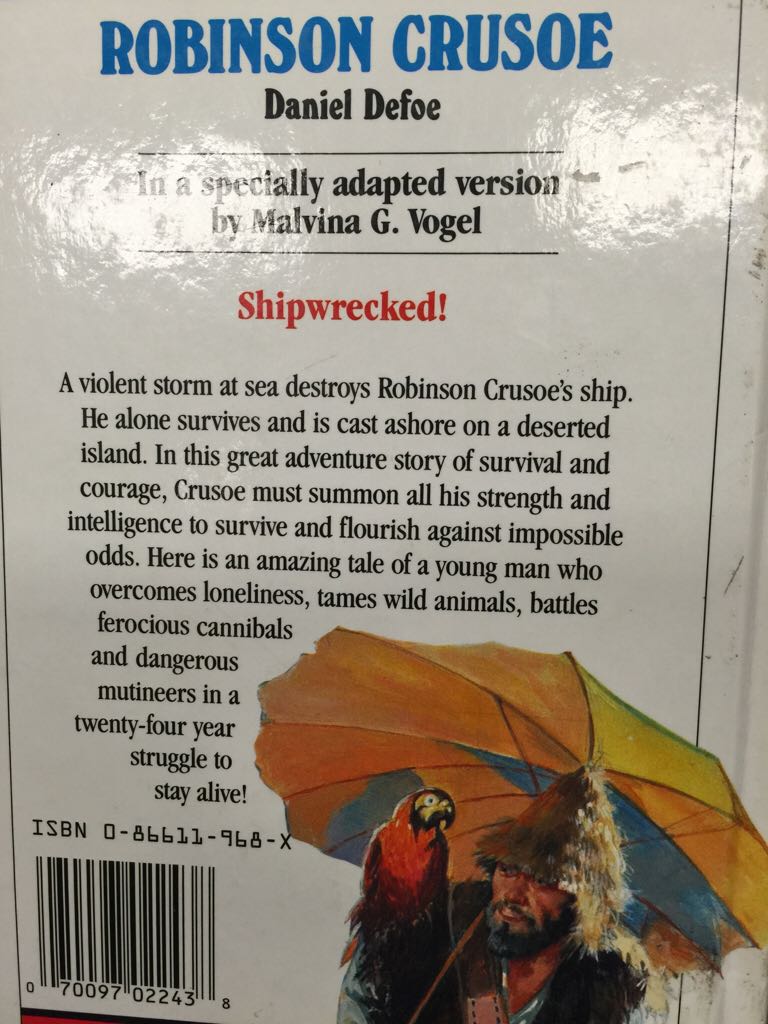 ROBINSON CRUSOE
Daniel Defoe
In a specially adapted version
by Malvina G. Vogel
Shipwrecked!
A violent storm at sea destroys Robinson Crusoe's ship.
He alone survives and is cast ashore on a deserted
island. In this great adventure story of survival and
courage, Crusoe must summon all his strength and
intelligence to survive and flourish against impossible
odds. Here is an amazing tale of a young man who
overcomes loneliness, tames wild animals, battles
ferocious cannibals
and dangerous
mutineers in a
twenty-four year
struggle to
stay alive!
ISBN 0-86611-968-X
0 70097 02243 8